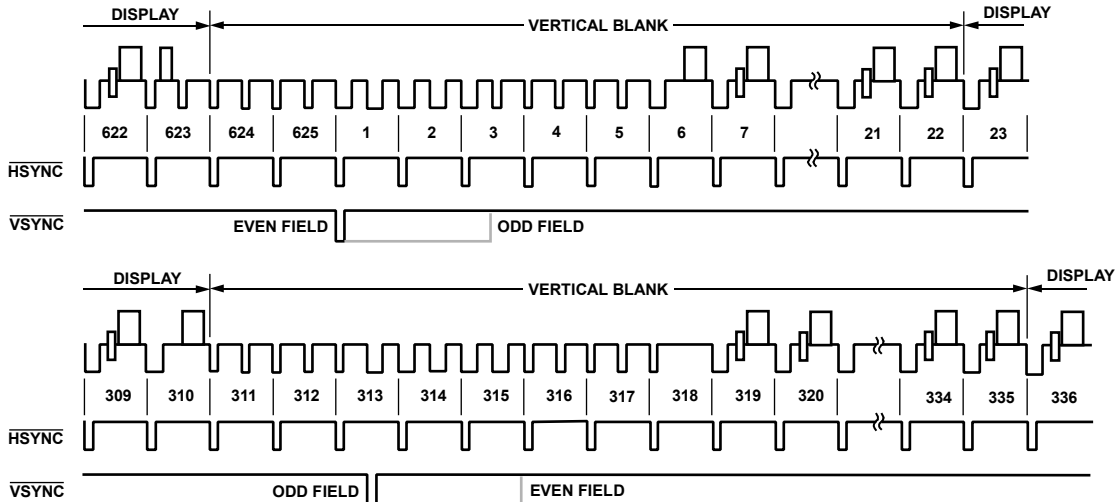 DISPLAY VERTICAL BLANK DISPLAY
622 623 624 625 1 2 3 4 5 6 7 21 22 23
HSYNC
VSYNC EVEN FIELD ODD FIELD
DISPLAY VERTICAL BLANK DISPLAY
309 310 311 312 313 314 315 316 317 318 319 320 334 335 336
HSYNC
VSYNC ODD FIELD EVEN FIELD